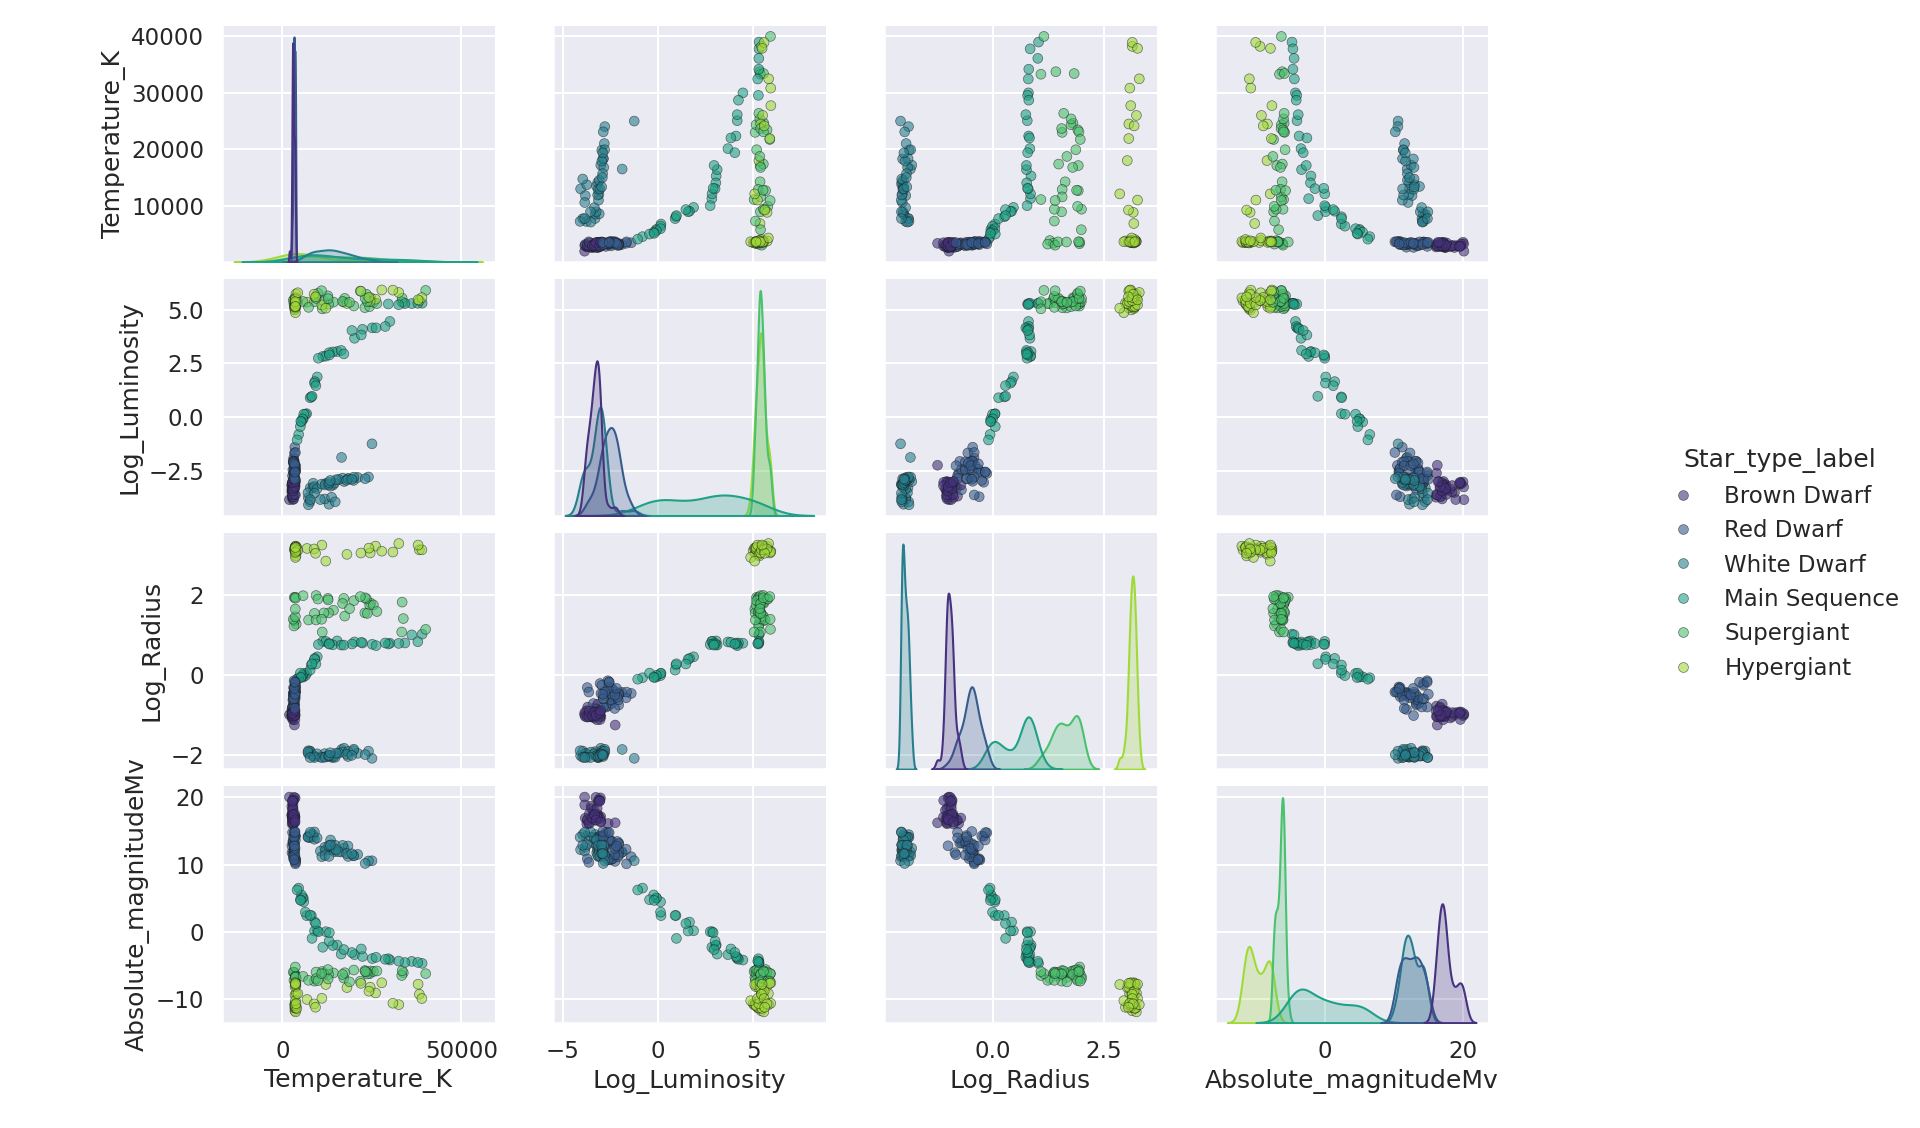 Temperature_K
40000
30000
20000
10000
Log_Luminosity
5.0
2.5
0.0
−2.5
Log_Radius
2
0
−2
Absolute_magnitudeMv
20
10
0
−10
0
50000
Temperature_K
−5
0
5
Log_Luminosity
0.0
2.5
Log_Radius
0
20
Absolute_magnitudeMv
Star_type_label
Brown Dwarf
Red Dwarf
White Dwarf
Main Sequence
Supergiant
Hypergiant